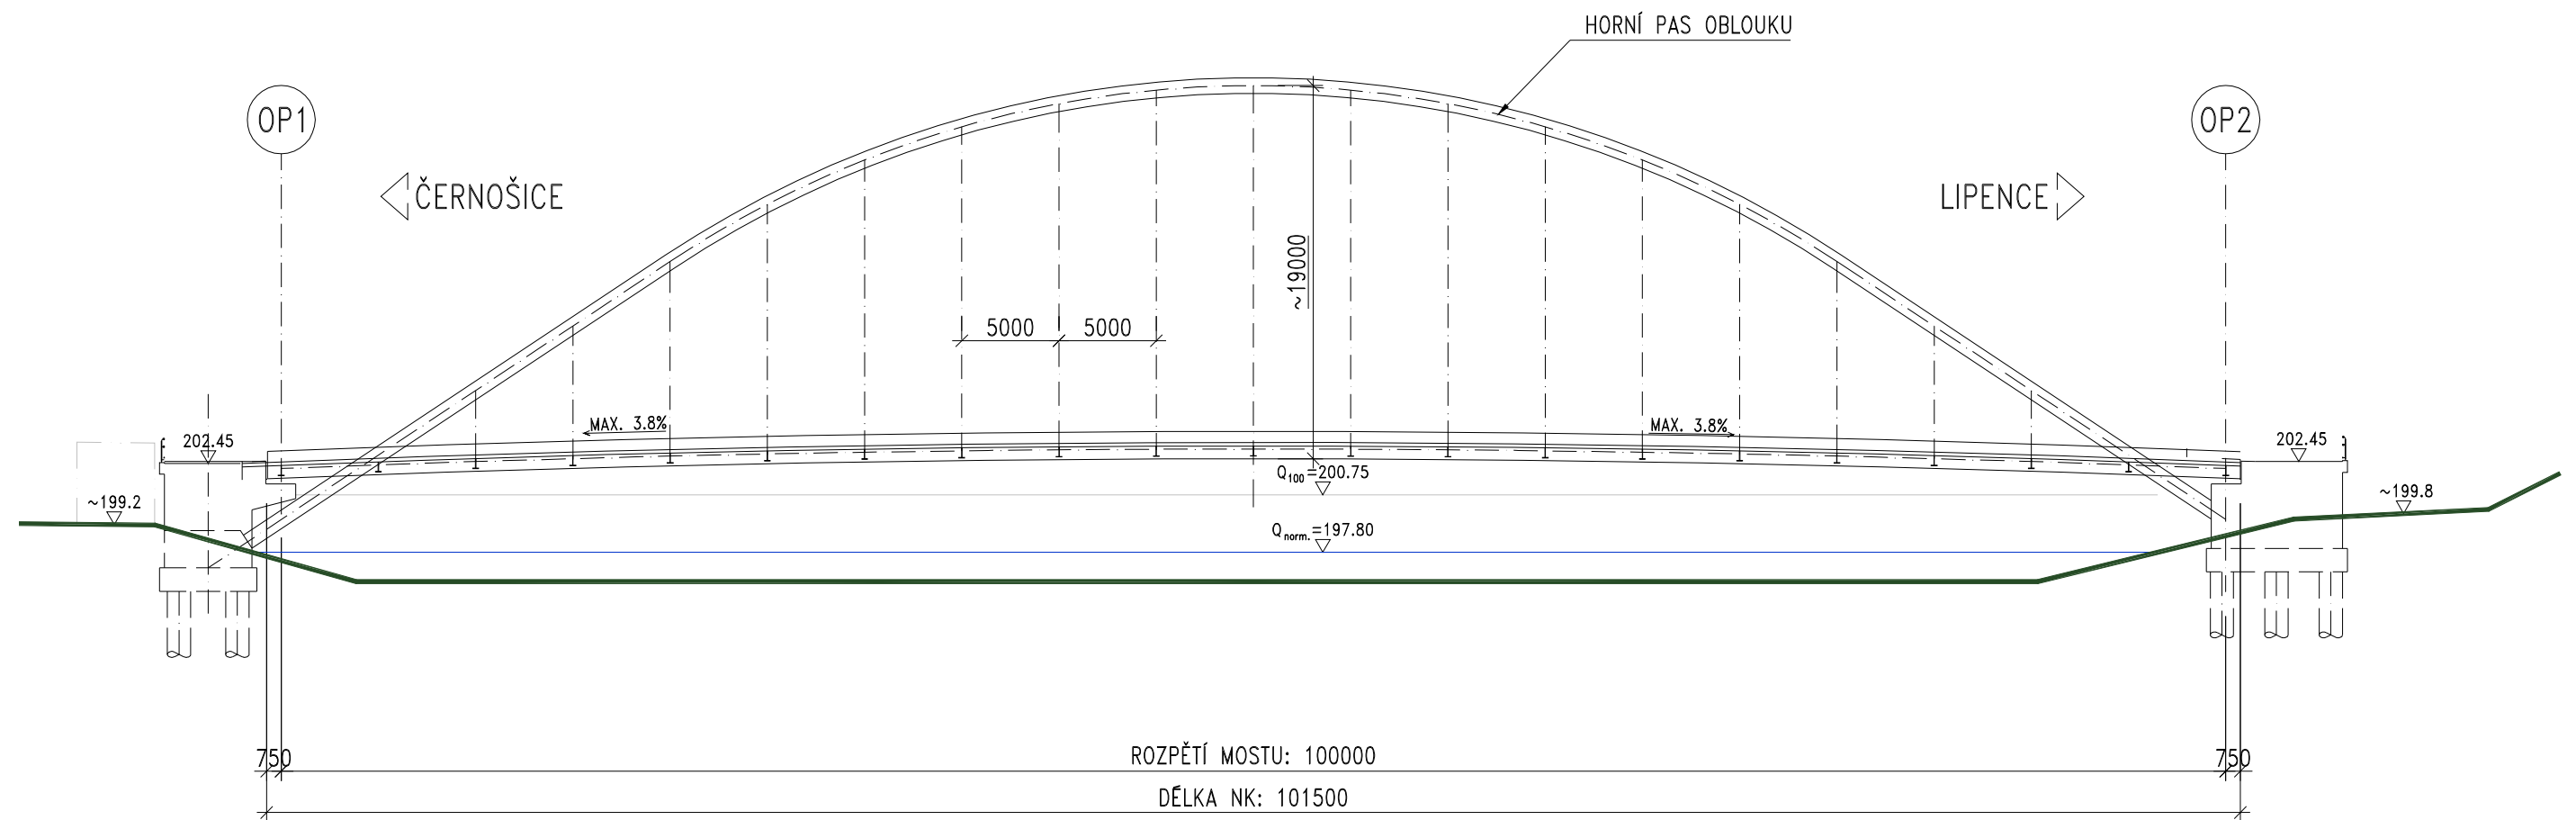 HORNÍ PAS OBLOUKU
OP1
OP2
ČERNOŠICE
LIPENCE
~19000
5000
5000
MAX. 3.8%
MAX. 3.8%
202.45
202.45
Q100=200.75
~199.2
~199.8
Qnorm.=197.80
750
ROZPĚTÍ MOSTU: 100000
750
DÉLKA NK: 101500